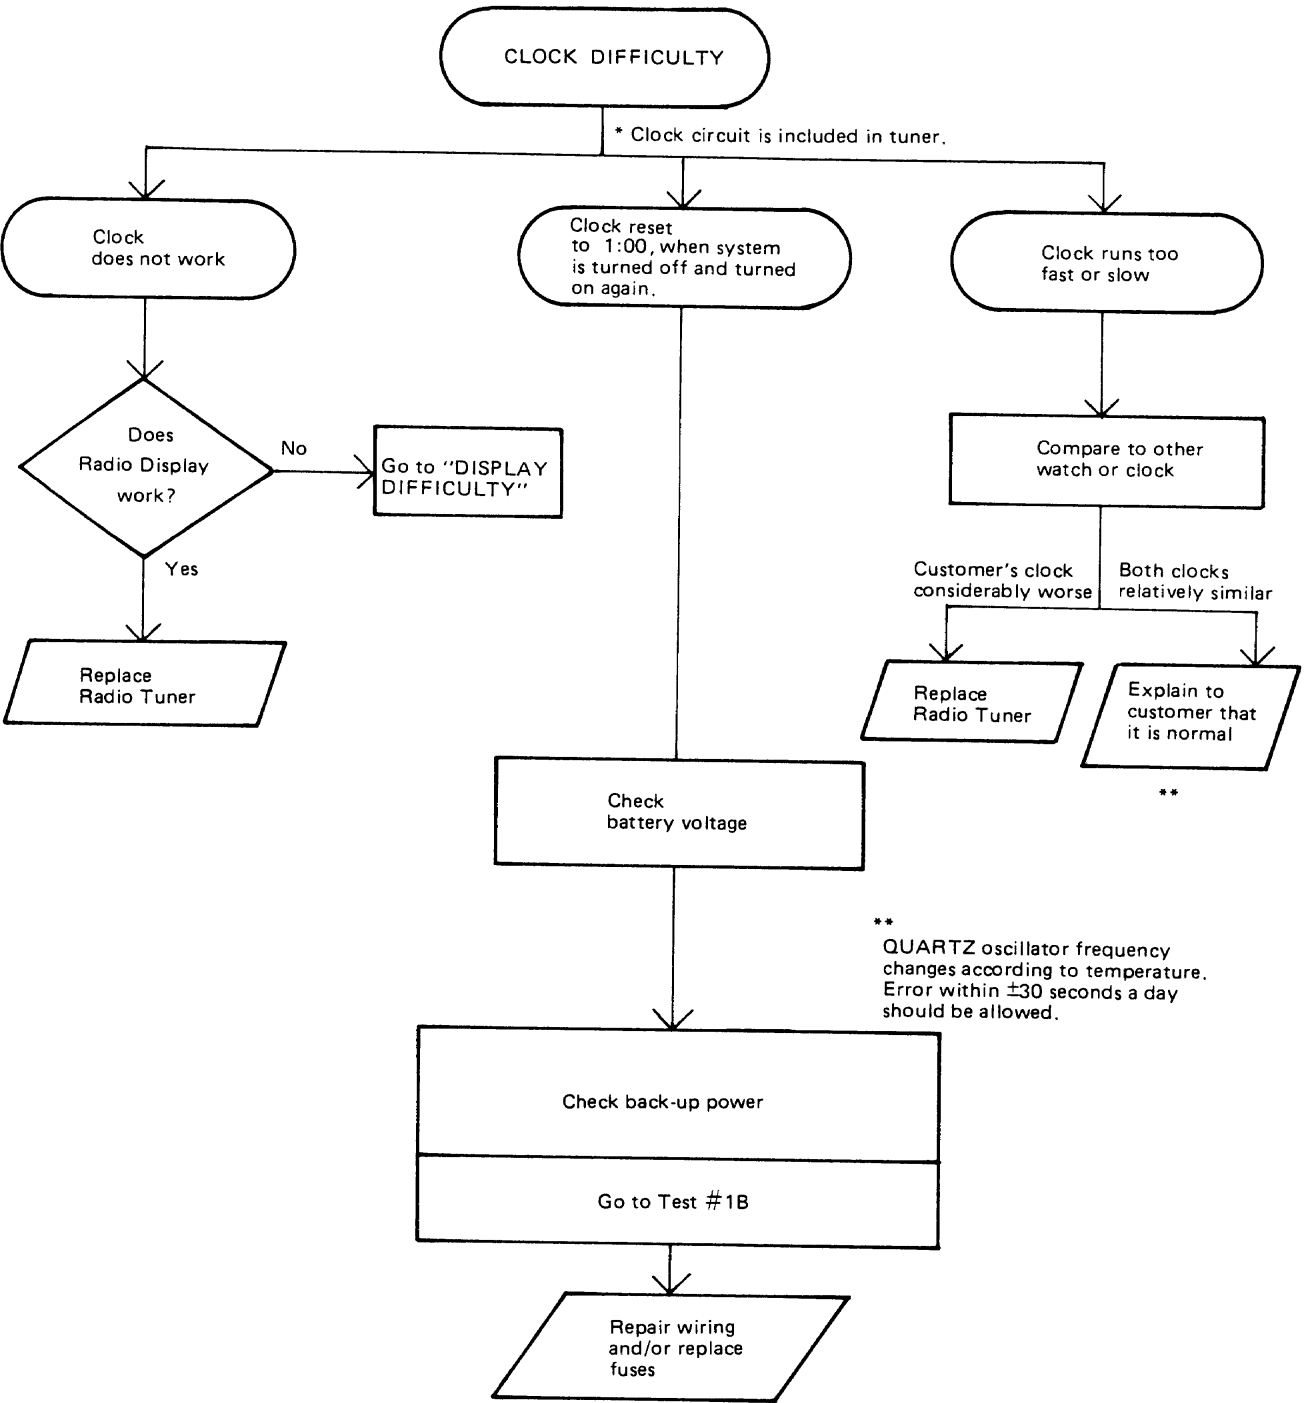 CLOCK DIFFICULTY
* Clock circuit is included in tuner.
Clock
does not work
Clock reset
to 1:00, when system
is turned off and turned
on again.
Clock runs too
fast or slow
Does
Radio Display
work?
No
Go to "DISPLAY
DIFFICULTY"
Yes
Replace
Radio Tuner
Compare to other
watch or clock
Customer's clock
considerably worse
Both clocks
relatively similar
Replace
Radio Tuner
Explain to
customer that
it is normal
**
Check
battery voltage
**
QUARTZ oscillator frequency
changes according to temperature.
Error within ±30 seconds a day
should be allowed.
Check back-up power
Go to Test #1B
Repair wiring
and/or replace
fuses